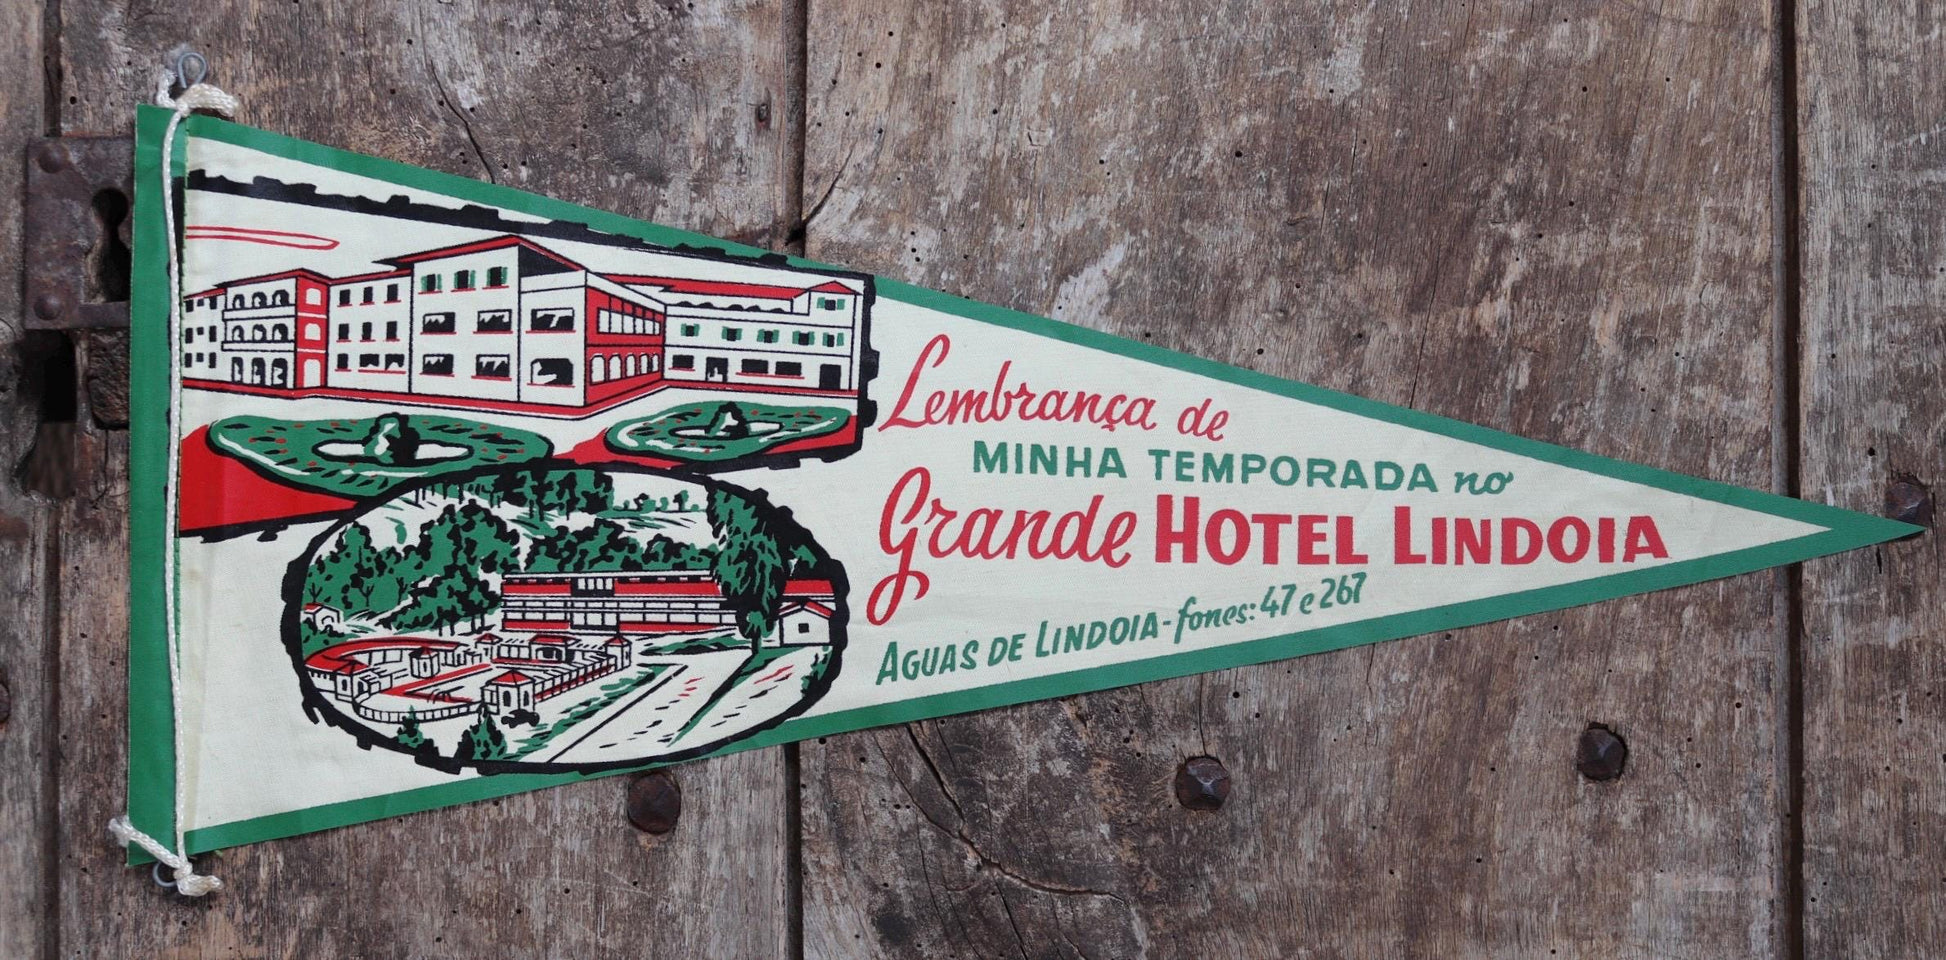 Lembrança de
MINHA TEMPORADA no
Grande HOTEL LINDOIA
AGUAS DE LINDOIA - fones: 47 e 267